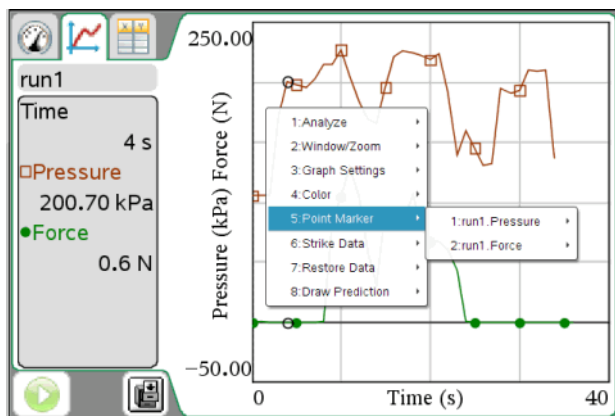 run1
Time
4 s
Pressure
200.70 kPa
Force
0.6 N
250.00
Pressure (kPa) Force (N)
-50.00
0
Time (s)
40
1:Analyze
2:Window/Zoom
3:Graph Settings
4:Color
5:Point Marker
6:Strike Data
7:Restore Data
8:Draw Prediction
1:run1.Pressure
2:run1.Force